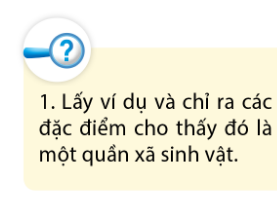 ?
1. Lấy ví dụ và chỉ ra các
đặc điểm cho thấy đó là
một quần xã sinh vật.